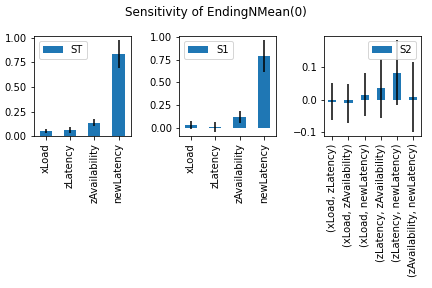 Sensitivity of EndingNMean(0)
1.00
0.75
0.50
0.25
0.00
ST
xLoad
zLatency
zAvailability
newLatency
1.00
0.75
0.50
0.25
0.00
S1
xLoad
zLatency
zAvailability
newLatency
0.1
0.0
−0.1
S2
(xLoad, zLatency)
(xLoad, zAvailability)
(xLoad, newLatency)
(zLatency, zAvailability)
(zLatency, newLatency)
(zAvailability, newLatency)